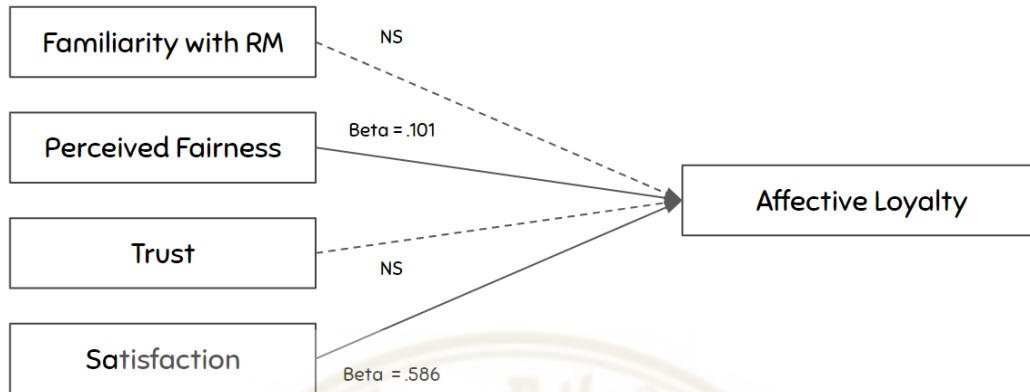 Familiarity with RM
NS
Perceived Fairness
Beta = .101
Affective Loyalty
Trust
NS
Satisfaction
Beta = .586